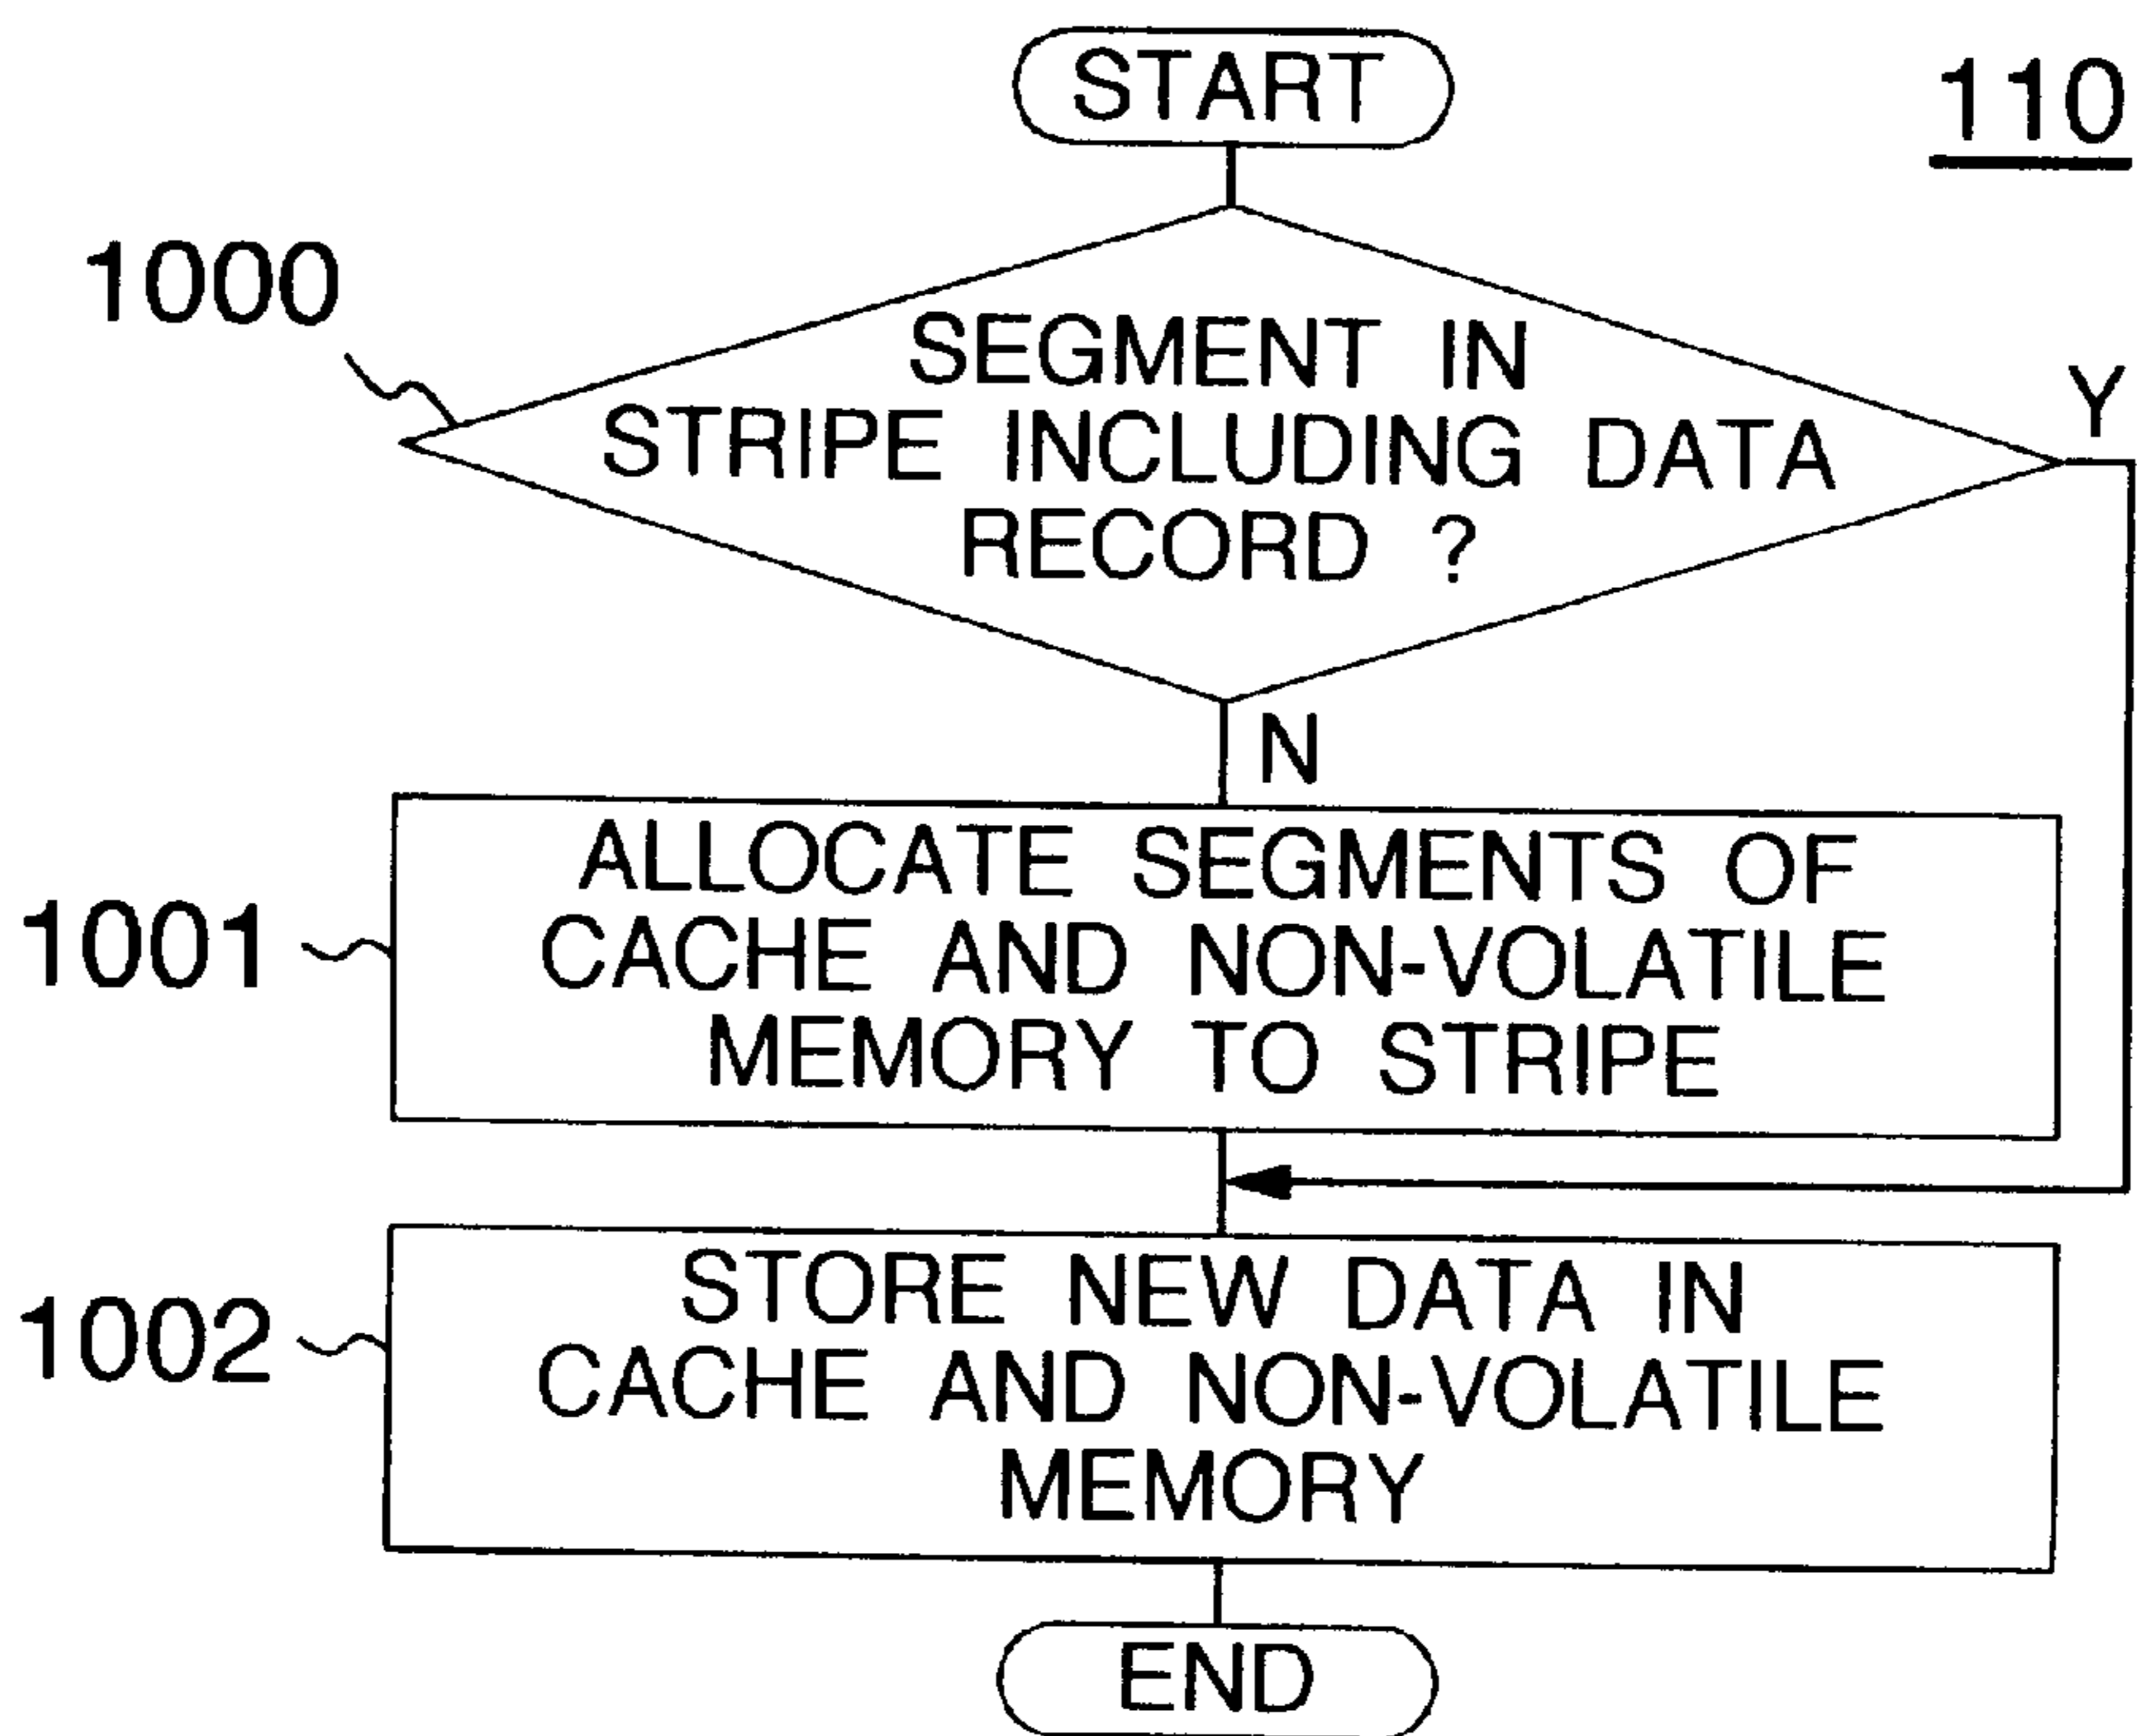 START
110
1000
SEGMENT IN
STRIPE INCLUDING DATA
RECORD ?
Y
N
1001
ALLOCATE SEGMENTS OF
CACHE AND NON-VOLATILE
MEMORY TO STRIPE
1002
STORE NEW DATA IN
CACHE AND NON-VOLATILE
MEMORY
END